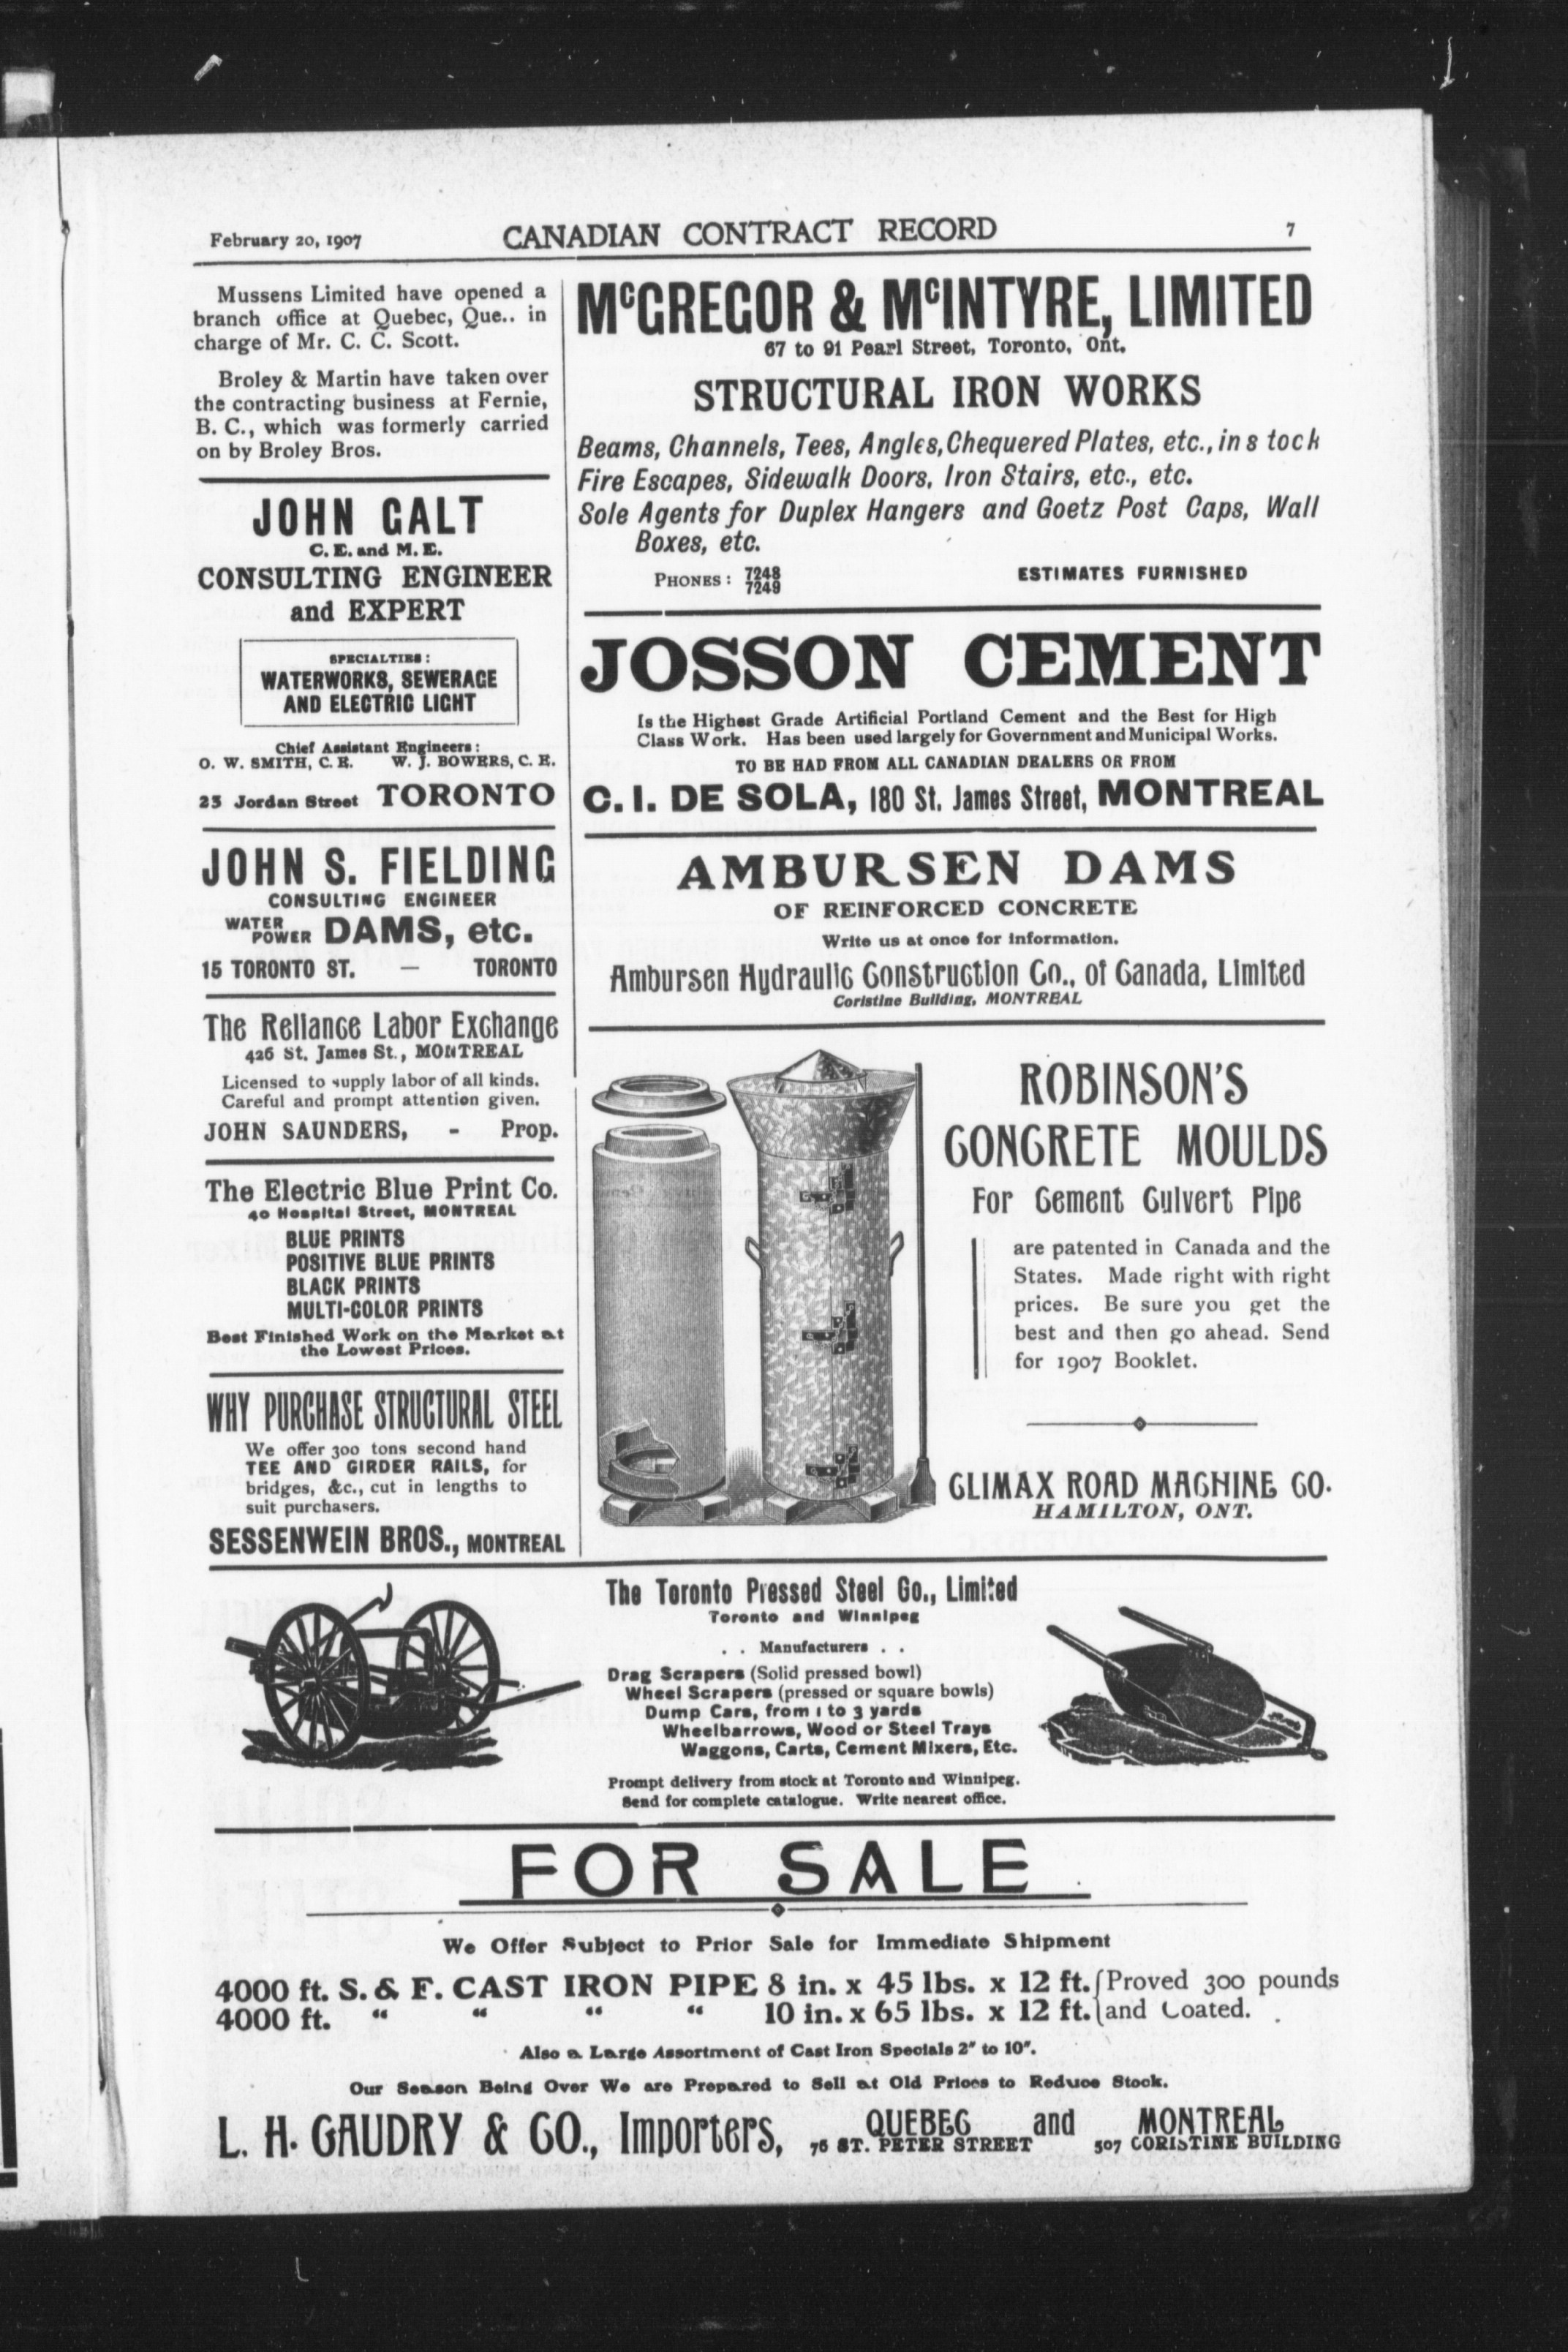 February 20, 1907
CANADIAN CONTRACT RECORD
7
Mussens Limited have opened a
branch office at Quebec, Que.. in
charge of Mr. C. C. Scott.
Broley & Martin have taken over
the contracting business at Fernie,
B. C., which was formerly carried
on by Broley Bros.
JOHN GALT
C. E. and M. E.
CONSULTING ENGINEER
and EXPERT
SPECIALTIES:
WATERWORKS, SEWERAGE
AND ELECTRIC LIGHT
Chief Assistant Engineers:
O. W. SMITH, C. E. W. J. BOWERS, C. E.
25 Jordan Street TORONTO
JOHN S. FIELDING
CONSULTING ENGINEER
WATER POWER DAMS, etc.
15 TORONTO ST. — TORONTO
The Reliance Labor Exchange
426 St. James St., MONTREAL
Licensed to supply labor of all kinds.
Careful and prompt attention given.
JOHN SAUNDERS, - Prop.
The Electric Blue Print Co.
40 Hospital Street, MONTREAL
BLUE PRINTS
POSITIVE BLUE PRINTS
BLACK PRINTS
MULTI-COLOR PRINTS
Best Finished Work on the Market at
the Lowest Prices.
WHY PURCHASE STRUCTURAL STEEL
We offer 300 tons second hand
TEE AND GIRDER RAILS, for
bridges, &c., cut in lengths to
suit purchasers.
SESSENWEIN BROS., MONTREAL
McGREGOR & McINTYRE, LIMITED
67 to 91 Pearl Street, Toronto, Ont.
STRUCTURAL IRON WORKS
Beams, Channels, Tees, Angles, Chequered Plates, etc., in s tock
Fire Escapes, Sidewalk Doors, Iron Stairs, etc., etc.
Sole Agents for Duplex Hangers and Goetz Post Caps, Wall
Boxes, etc.
PHONES: 7248
7249
ESTIMATES FURNISHED
JOSSON CEMENT
Is the Highest Grade Artificial Portland Cement and the Best for High
Class Work. Has been used largely for Government and Municipal Works.
TO BE HAD FROM ALL CANADIAN DEALERS OR FROM
C. I. DE SOLA, 180 St. James Street, MONTREAL
AMBURSEN DAMS
OF REINFORCED CONCRETE
Write us at once for information.
Ambursen Hydraulic Construction Co., of Canada, Limited
Coristine Building, MONTREAL
ROBINSON'S
CONCRETE MOULDS
For Cement Culvert Pipe
are patented in Canada and the
States. Made right with right
prices. Be sure you get the
best and then go ahead. Send
for 1907 Booklet.
CLIMAX ROAD MACHINE CO.
HAMILTON, ONT.
The Toronto Pressed Steel Co., Limited
Toronto and Winnipeg
. . Manufacturers . .
Drag Scrapers (Solid pressed bowl)
Wheel Scrapers (pressed or square bowls)
Dump Cars, from 1 to 3 yards
Wheelbarrows, Wood or Steel Trays
Waggons, Carts, Cement Mixers, Etc.
Prompt delivery from stock at Toronto and Winnipeg.
Send for complete catalogue. Write nearest office.
FOR SALE
We Offer Subject to Prior Sale for Immediate Shipment
4000 ft. S. & F. CAST IRON PIPE 8 in. x 45 lbs. x 12 ft. { Proved 300 pounds
4000 ft. " " " " 10 in. x 65 lbs. x 12 ft. { and Coated.
Also a Large Assortment of Cast Iron Specials 2" to 10".
Our Season Being Over We are Prepared to Sell at Old Prices to Reduce Stock.
L. H. GAUDRY & CO., Importers, QUEBEC and MONTREAL
76 ST. PETER STREET 507 CORISTINE BUILDING